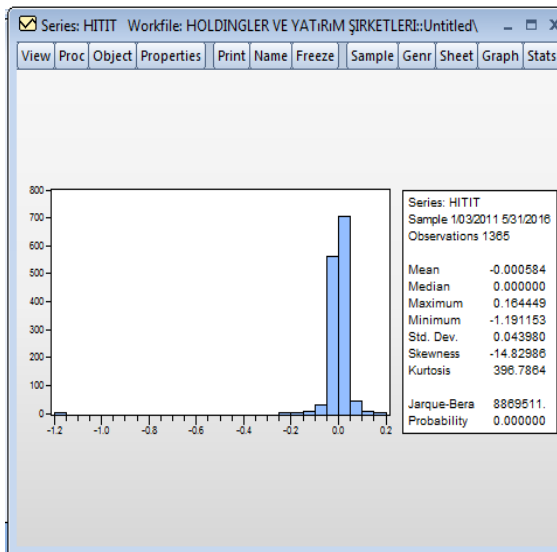 Series: HITIT Workfile: HOLDINGLER VE YATıRıM ŞIRKETLERI::Untitled\
View Proc Object Properties Print Name Freeze Sample Genr Sheet Graph Stats
800
700
600
500
400
300
200
100
0
-1.2 -1.0 -0.8 -0.6 -0.4 -0.2 0.0 0.2
Series: HITIT
Sample 1/03/2011 5/31/2016
Observations 1365
Mean -0.000584
Median 0.000000
Maximum 0.164449
Minimum -1.191153
Std. Dev. 0.043980
Skewness -14.82986
Kurtosis 396.7864
Jarque-Bera 8869511.
Probability 0.000000